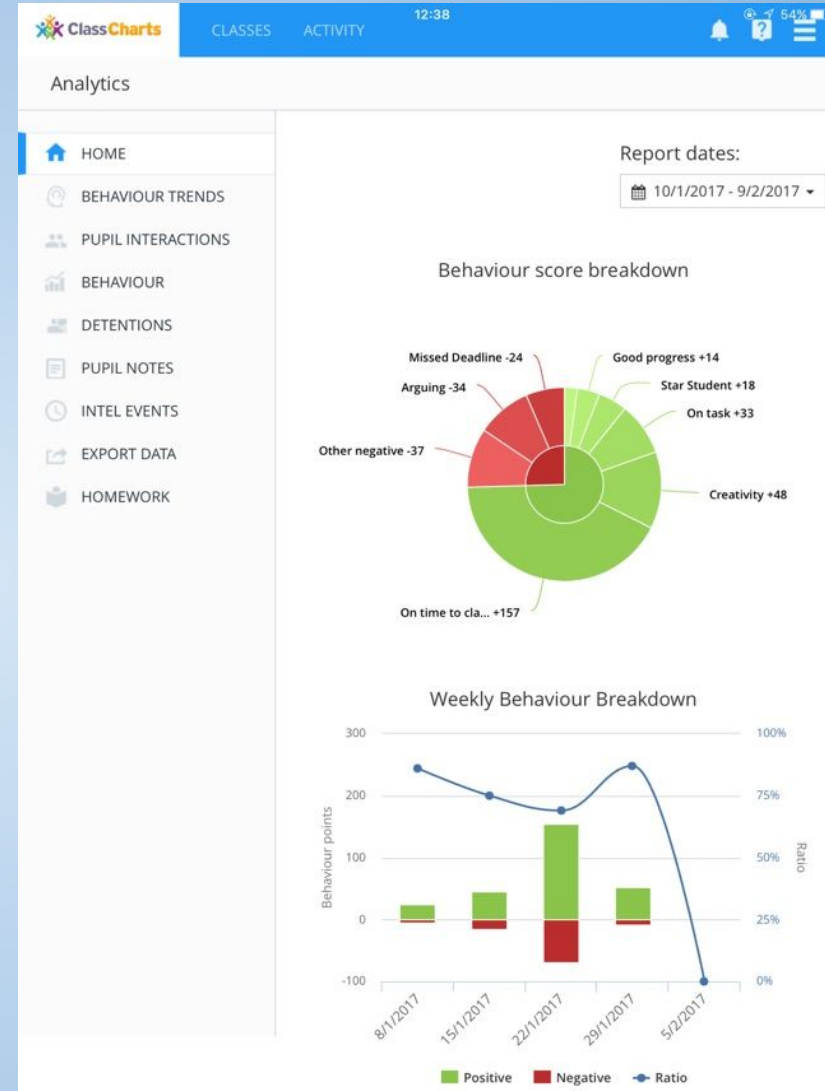 12:38
54%
ClassCharts
CLASSES
ACTIVITY
?
Analytics
HOME
BEHAVIOUR TRENDS
PUPIL INTERACTIONS
BEHAVIOUR
DETENTIONS
PUPIL NOTES
INTEL EVENTS
EXPORT DATA
HOMEWORK
Report dates:
10/1/2017 - 9/2/2017
Behaviour score breakdown
Missed Deadline -24
Good progress +14
Arguing -34
Star Student +18
On task +33
Other negative -37
Creativity +48
On time to cla... +157
Weekly Behaviour Breakdown
300
100%
200
75%
100
50%
0
25%
-100
0%
Behaviour points
Ratio
8/1/2017
15/1/2017
22/1/2017
29/1/2017
5/2/2017
Positive
Negative
Ratio